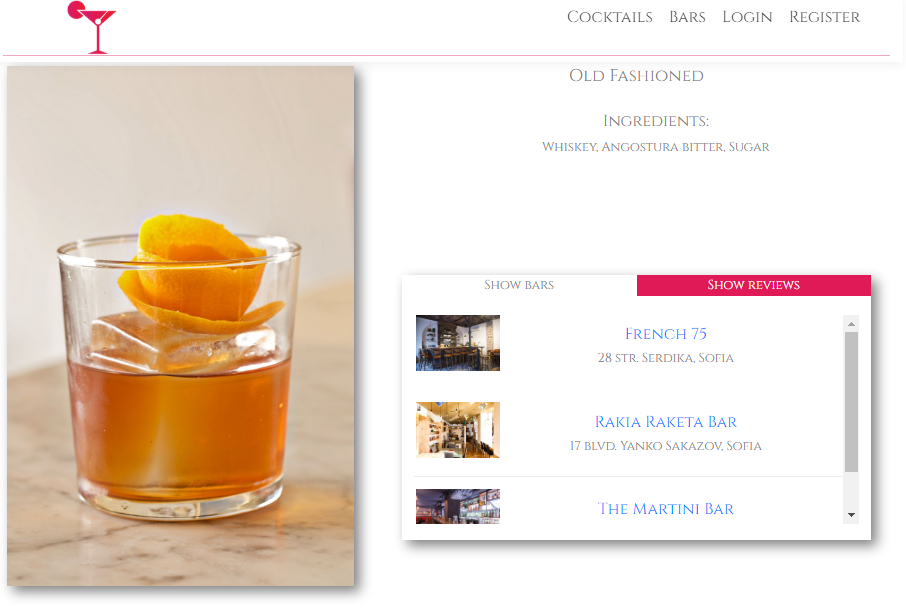 Cocktails Bars Login Register
Old Fashioned
Ingredients:
Whiskey, Angostura bitter, Sugar
Show bars Show reviews
French 75
28 str. Serdika, Sofia
Rakia Raketa Bar
17 blvd. Yanko Sakazov, Sofia
The Martini Bar